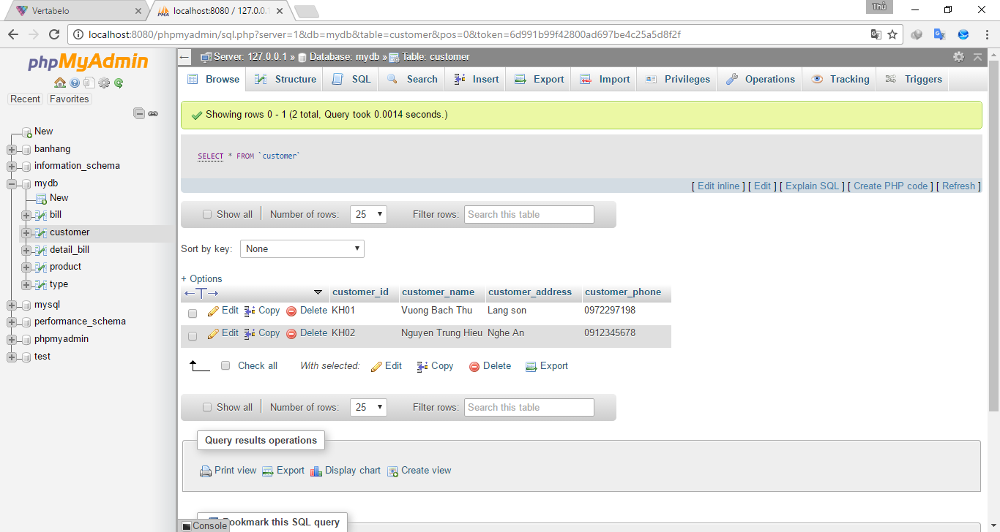 Vertabelo
localhost:8080 / 127.0.0.1
Thủ
localhost:8080/phpmyadmin/sql.php?server=1&db=mydb&table=customer&pos=0&token=6d991b99f42800ad697be4c25a5d8f2f
phpMyAdmin
Recent Favorites
New
banhang
information_schema
mydb
New
bill
customer
detail_bill
product
type
mysql
performance_schema
phpmyadmin
test
Server: 127.0.0.1 » Database: mydb » Table: customer
Browse Structure SQL Search Insert Export Import Privileges Operations Tracking Triggers
Showing rows 0 - 1 (2 total, Query took 0.0014 seconds.)
SELECT * FROM `customer`
[ Edit inline ] [ Edit ] [ Explain SQL ] [ Create PHP code ] [ Refresh ]
Show all Number of rows: 25 Filter rows: Search this table
Sort by key: None
+ Options
customer_id customer_name customer_address customer_phone
Edit Copy Delete KH01 Vuong Bach Thu Lang son 0972297198
Edit Copy Delete KH02 Nguyen Trung Hieu Nghe An 0912345678
Check all With selected: Edit Copy Delete Export
Show all Number of rows: 25 Filter rows: Search this table
Query results operations
Print view Export Display chart Create view
Bookmark this SQL query
Console